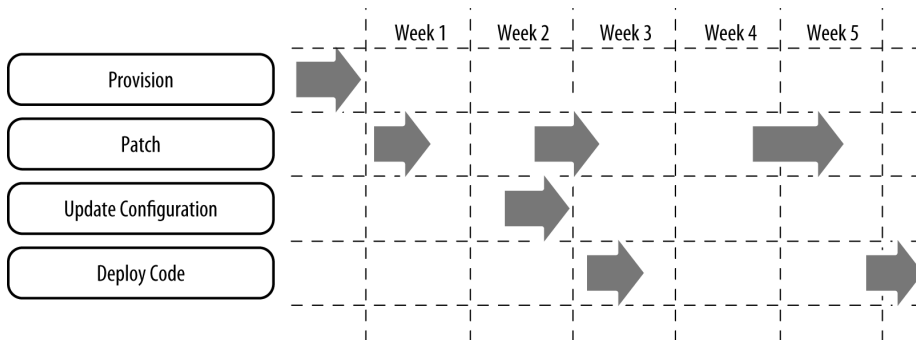 Week 1 Week 2 Week 3 Week 4 Week 5
Provision
Patch
Update Configuration
Deploy Code